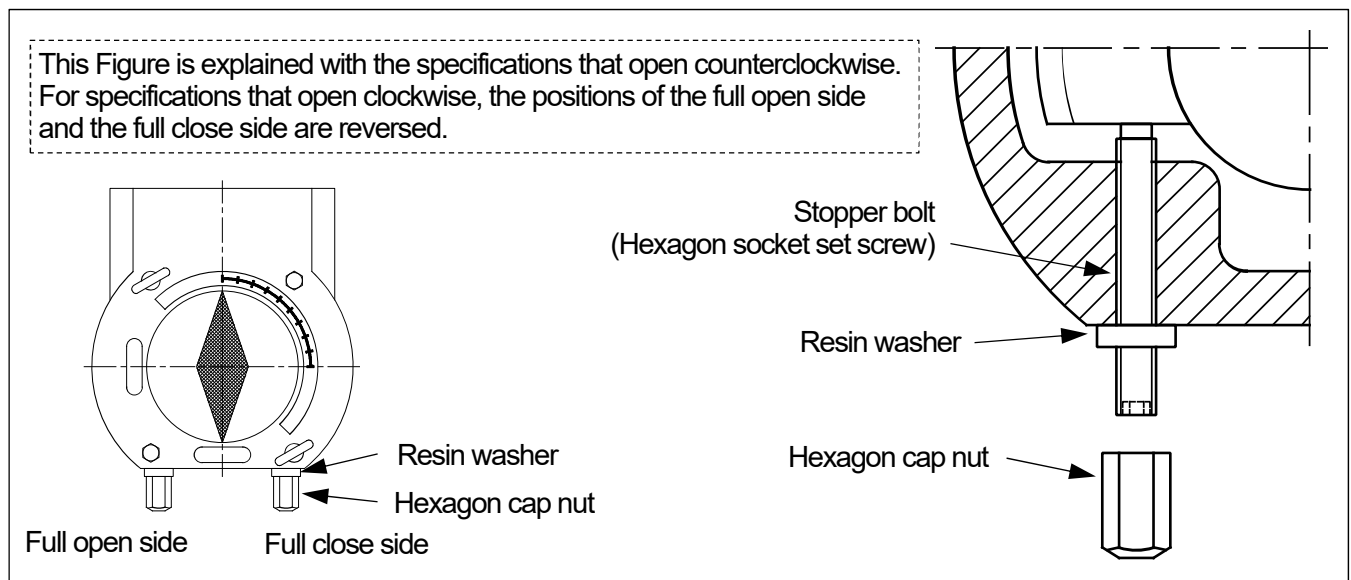 This Figure is explained with the specifications that open counterclockwise.
For specifications that open clockwise, the positions of the full open side
and the full close side are reversed.
Stopper bolt
(Hexagon socket set screw)
Resin washer
Hexagon cap nut
Resin washer
Hexagon cap nut
Full open side
Full close side